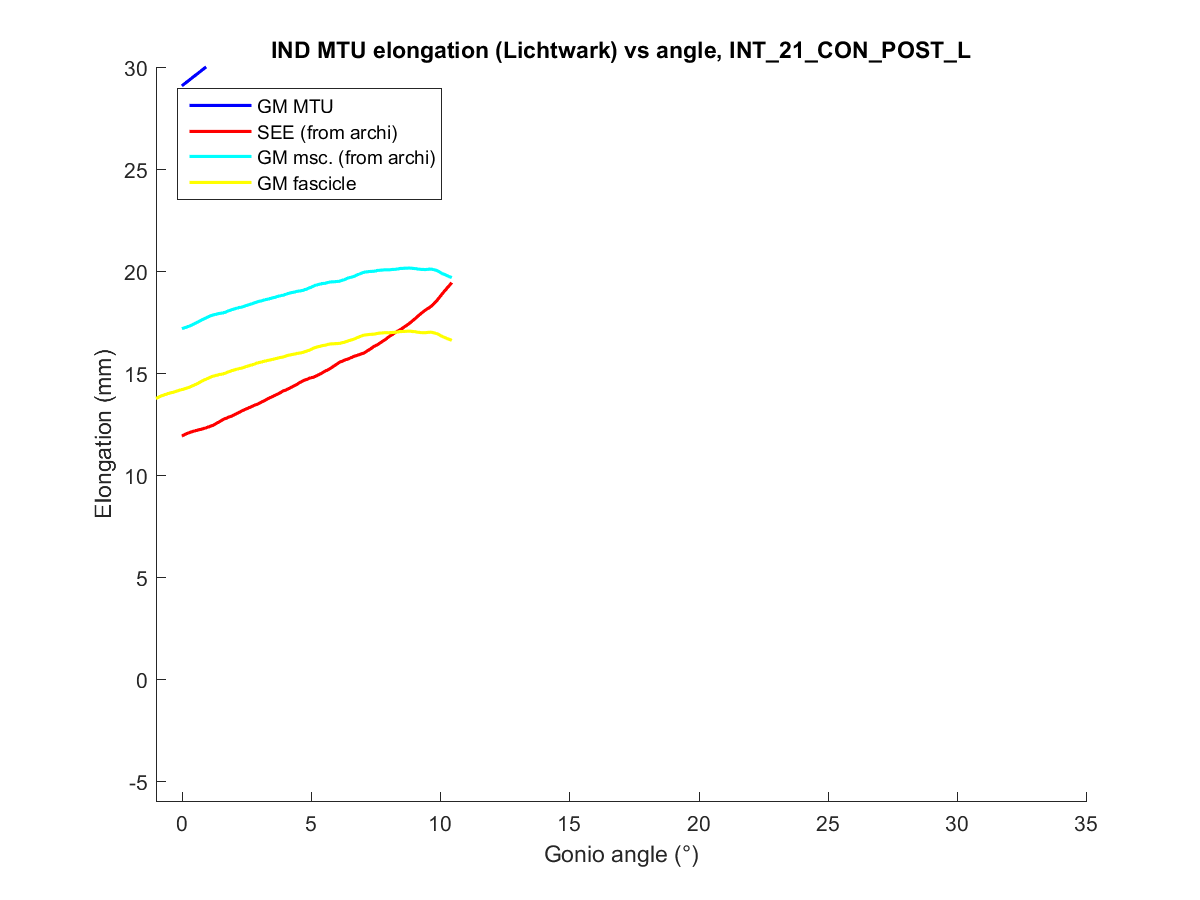 IND MTU elongation (Lichtwark) vs angle, INT_21_CON_POST_L
30
25
20
15
10
5
0
-5
Elongation (mm)
GM MTU
SEE (from archi)
GM msc. (from archi)
GM fascicle
0 5 10 15 20 25 30 35
Gonio angle (°)